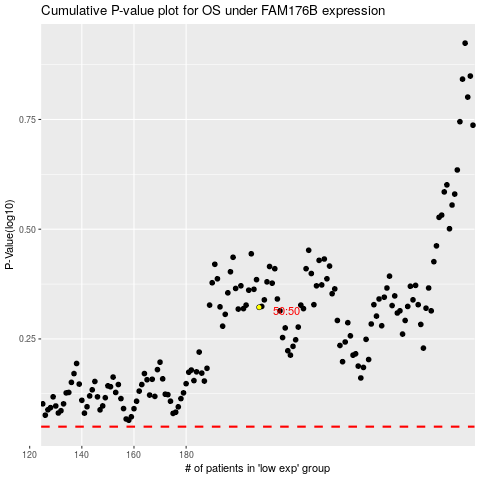 Cumulative P-value plot for OS under FAM176B expression
P-Value(log10)
0.75
0.50
0.25
50:50
120
140
160
180
# of patients in 'low exp' group